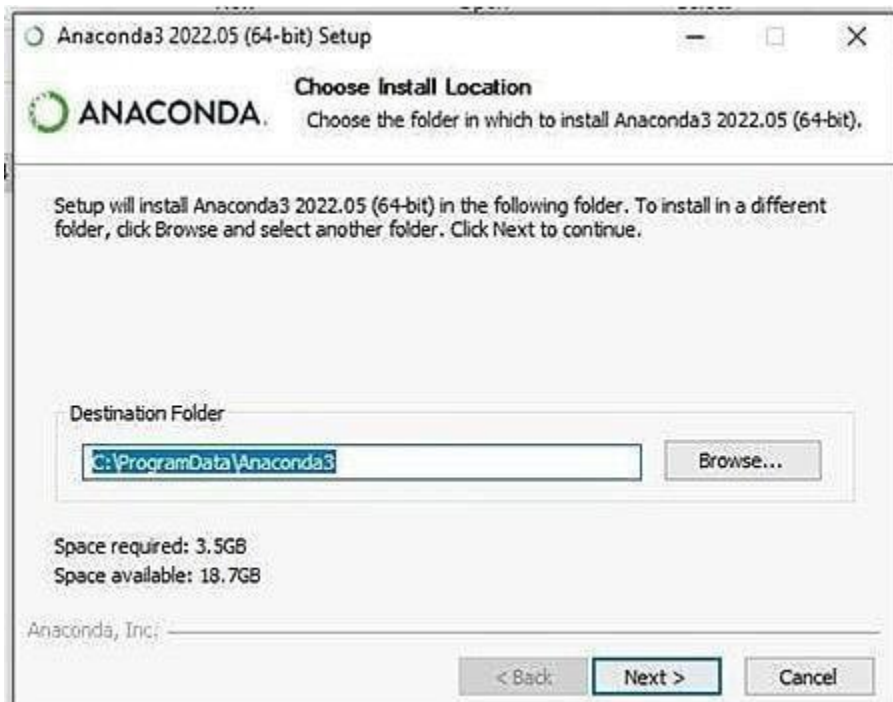 Anaconda3 2022.05 (64-bit) Setup
ANACONDA.
Choose Install Location
Choose the folder in which to install Anaconda3 2022.05 (64-bit).
Setup will install Anaconda3 2022.05 (64-bit) in the following folder. To install in a different
folder, click Browse and select another folder. Click Next to continue.
Destination Folder
C:\ProgramData\Anaconda3
Browse...
Space required: 3.5GB
Space available: 18.7GB
Anaconda, Inc.
< Back
Next >
Cancel